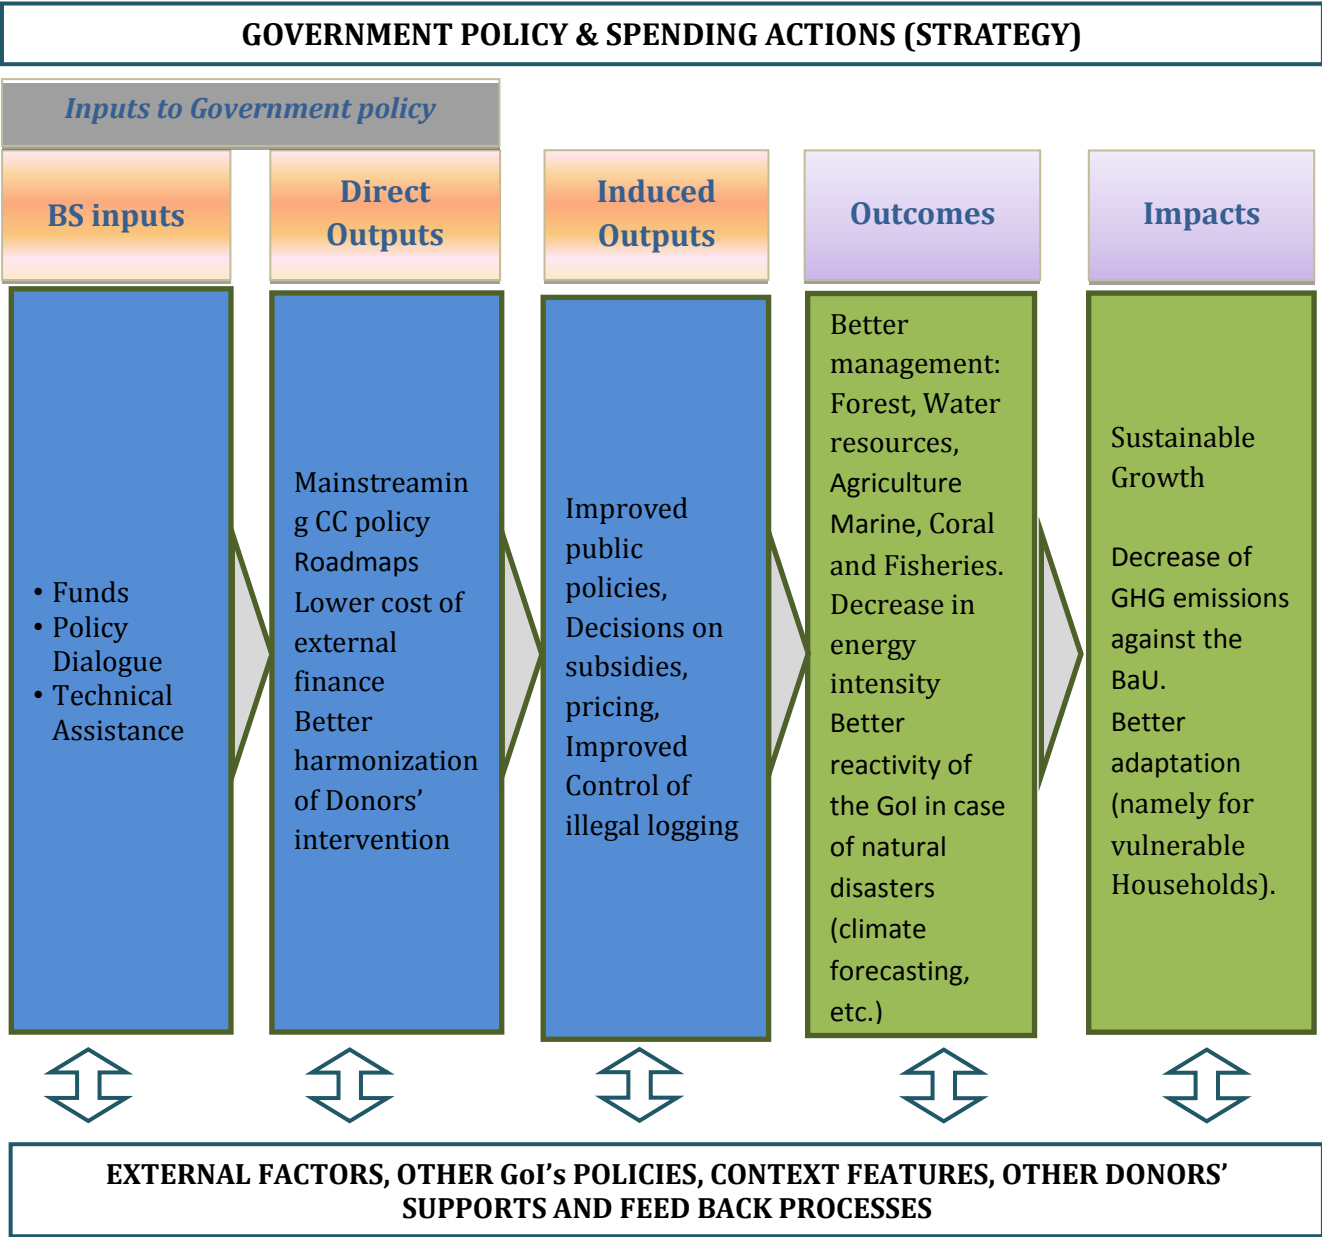 GOVERNMENT POLICY & SPENDING ACTIONS (STRATEGY)
Inputs to Government policy
BS inputs
Direct
Outputs
Induced
Outputs
Outcomes
Impacts
• Funds
• Policy
Dialogue
• Technical
Assistance
Mainstreamin
g CC policy
Roadmaps
Lower cost of
external
finance
Better
harmonization
of Donors’
intervention
Improved
public
policies,
Decisions on
subsidies,
pricing,
Improved
Control of
illegal logging
Better
management:
Forest, Water
resources,
Agriculture
Marine, Coral
and Fisheries.
Decrease in
energy
intensity
Better
reactivity of
the GoI in case
of natural
disasters
(climate
forecasting,
etc.)
Sustainable
Growth
Decrease of
GHG emissions
against the
BaU.
Better
adaptation
(namely for
vulnerable
Households).
EXTERNAL FACTORS, OTHER GoI’s POLICIES, CONTEXT FEATURES, OTHER DONORS’
SUPPORTS AND FEED BACK PROCESSES